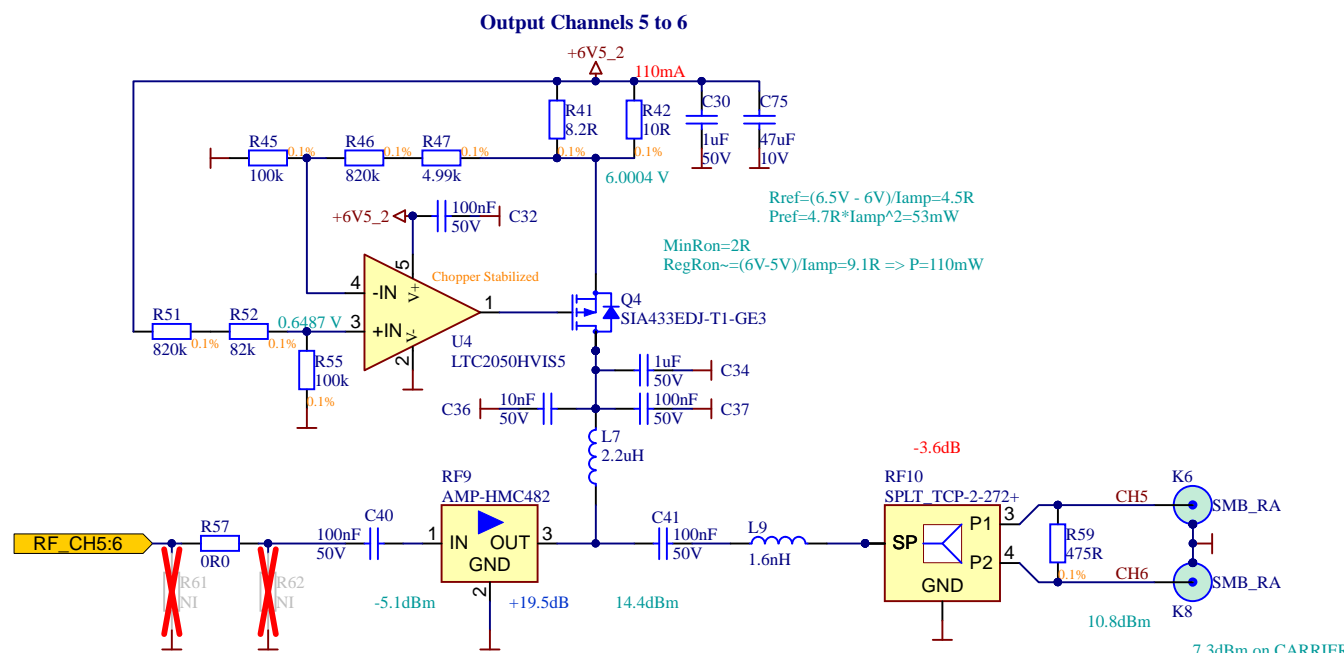 Output Channels 5 to 6
+6V5_2
110mA
R41
8.2R
0.1%
R42
10R
0.1%
C30
1uF
50V
C75
47uF
10V
R45
0.1%
100k
R46
0.1%
820k
R47
0.1%
4.99k
6.0004 V
Rref=(6.5V - 6V)/Iamp=4.5R
Pref=4.7R*Iamp^2=53mW
+6V5_2
100nF
50V
C32
MinRon=2R
RegRon~=(6V-5V)/Iamp=9.1R => P=110mW
Chopper Stabilized
5
V+
4
-IN
3
+IN
V-
2
1
U4
LTC2050HVIS5
Q4
SIA433EDJ-T1-GE3
R51
0.1%
820k
R52
0.1%
82k
0.6487 V
R55
100k
0.1%
1uF
50V
C34
C36
10nF
50V
100nF
50V
C37
L7
2.2uH
-3.6dB
RF_CH5:6
R57
0R0
R61
NI
R62
NI
C40
100nF
50V
RF9
AMP-HMC482
1
IN
OUT
3
GND
2
-5.1dBm
+19.5dB
14.4dBm
C41
100nF
50V
L9
1.6nH
RF10
SPLT_TCP-2-272+
SP
P1
3
P2
4
GND
CH5
R59
475R
0.1%
CH6
K6
SMB_RA
SMB_RA
K8
10.8dBm
7.3dBm on CARRIER